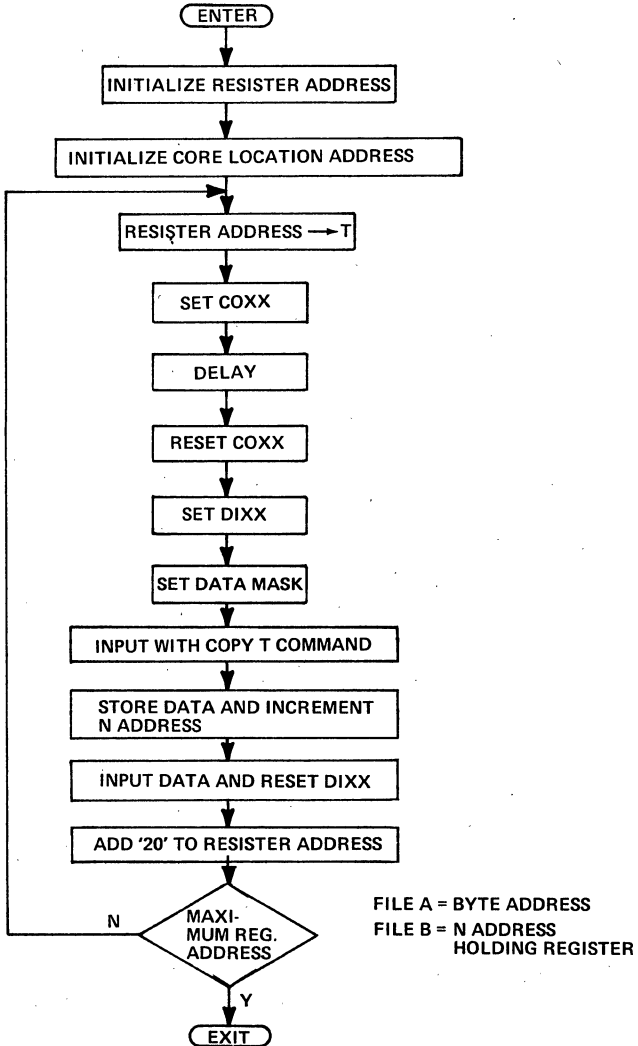 ENTER
INITIALIZE RESISTER ADDRESS
INITIALIZE CORE LOCATION ADDRESS
RESISTER ADDRESS → T
SET COXX
DELAY
RESET COXX
SET DIXX
SET DATA MASK
INPUT WITH COPY T COMMAND
STORE DATA AND INCREMENT
N ADDRESS
INPUT DATA AND RESET DIXX
ADD '20' TO RESISTER ADDRESS
N
MAXI-
MUM REG.
ADDRESS
Y
EXIT
FILE A = BYTE ADDRESS
FILE B = N ADDRESS
HOLDING REGISTER